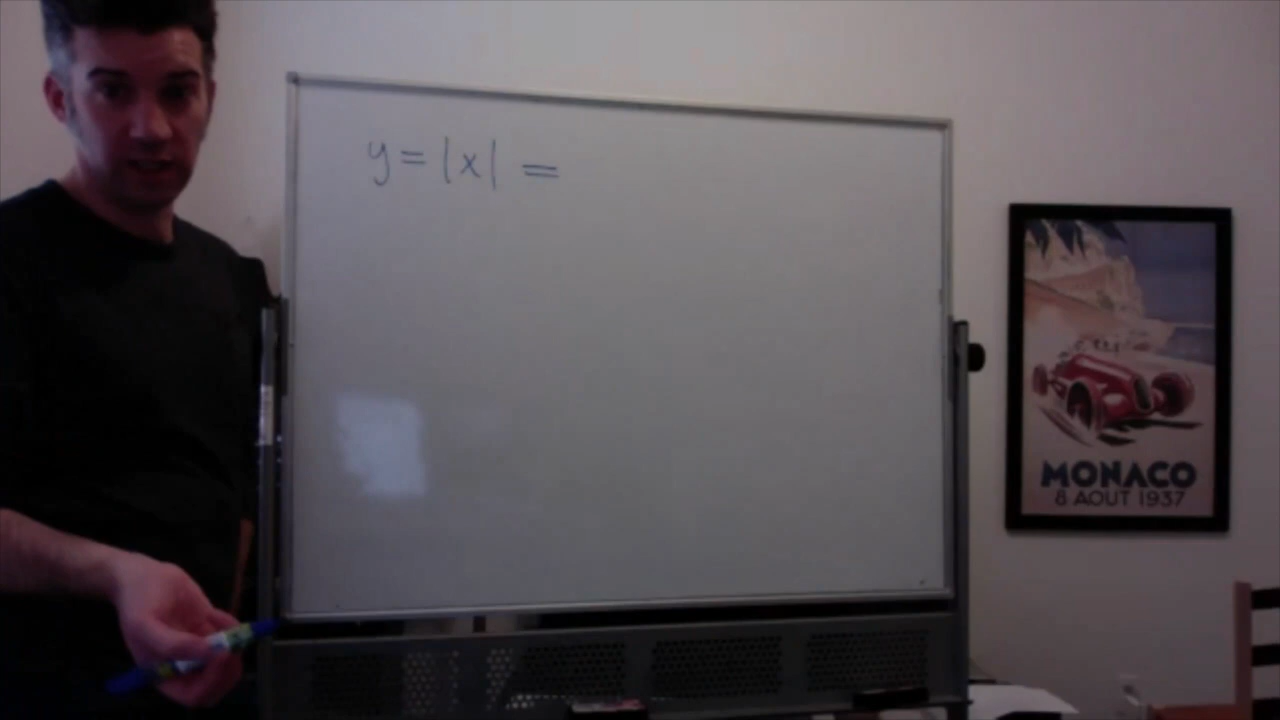 y = |x| =
MONACO
8 AOUT 1937